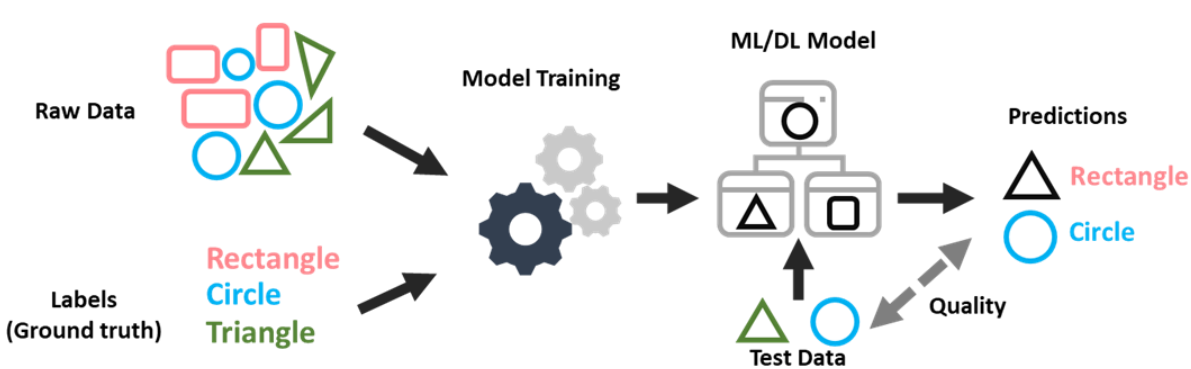 Raw Data
Labels
(Ground truth)
Rectangle
Circle
Triangle
Model Training
ML/DL Model
Test Data
Quality
Predictions
Rectangle
Circle